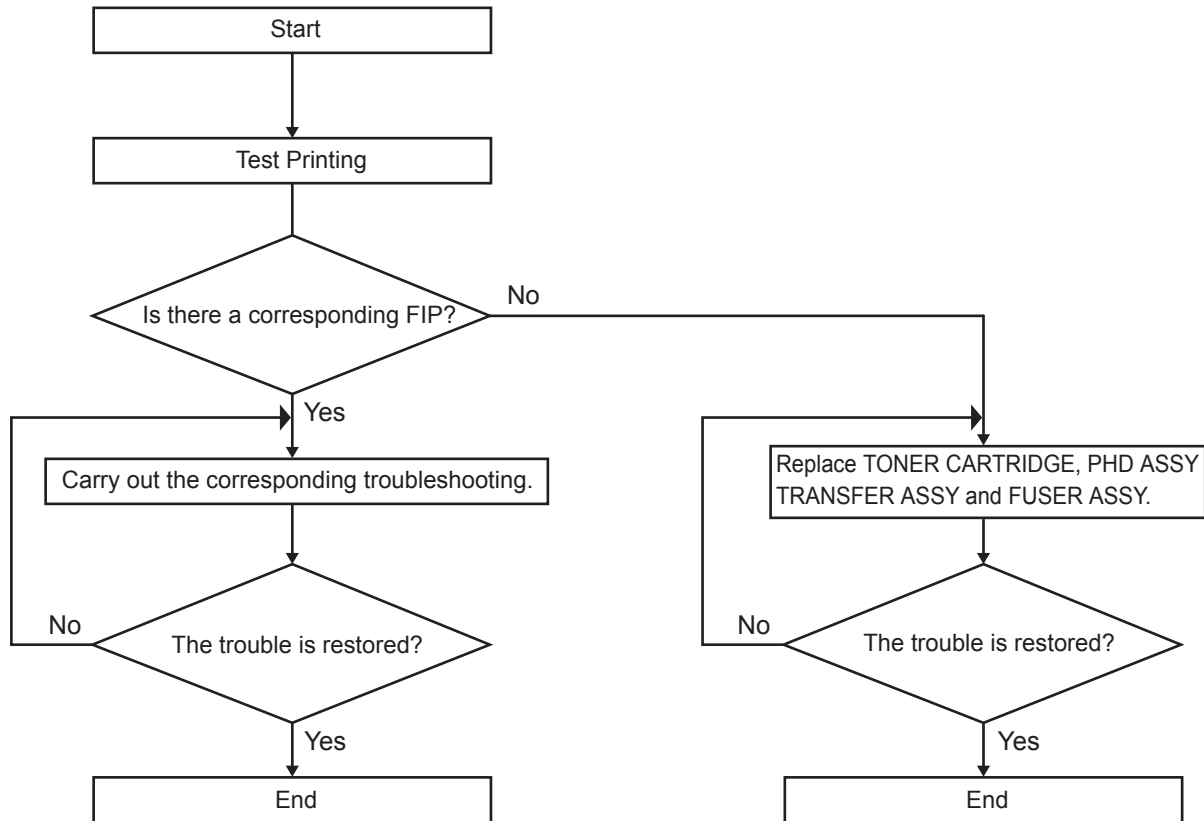 Start
Test Printing
Is there a corresponding FIP?
No
Yes
Carry out the corresponding troubleshooting.
Replace TONER CARTRIDGE, PHD ASSY
TRANSFER ASSY and FUSER ASSY.
No
The trouble is restored?
No
The trouble is restored?
Yes
Yes
End
End